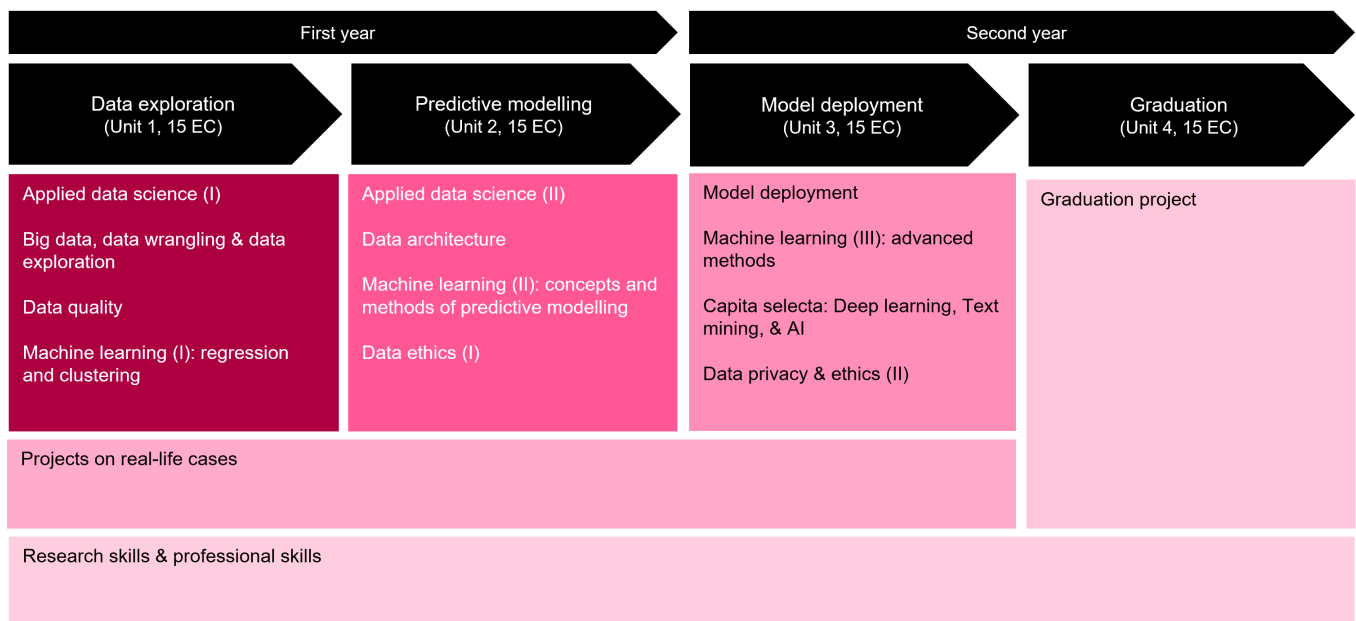 First year
Second year
Data exploration
(Unit 1, 15 EC)
Predictive modelling
(Unit 2, 15 EC)
Model deployment
(Unit 3, 15 EC)
Graduation
(Unit 4, 15 EC)
Applied data science (I)
Big data, data wrangling & data
exploration
Data quality
Machine learning (I): regression
and clustering
Applied data science (II)
Data architecture
Machine learning (II): concepts and
methods of predictive modelling
Data ethics (I)
Model deployment
Machine learning (III): advanced
methods
Capita selecta: Deep learning, Text
mining, & AI
Data privacy & ethics (II)
Graduation project
Projects on real-life cases
Research skills & professional skills